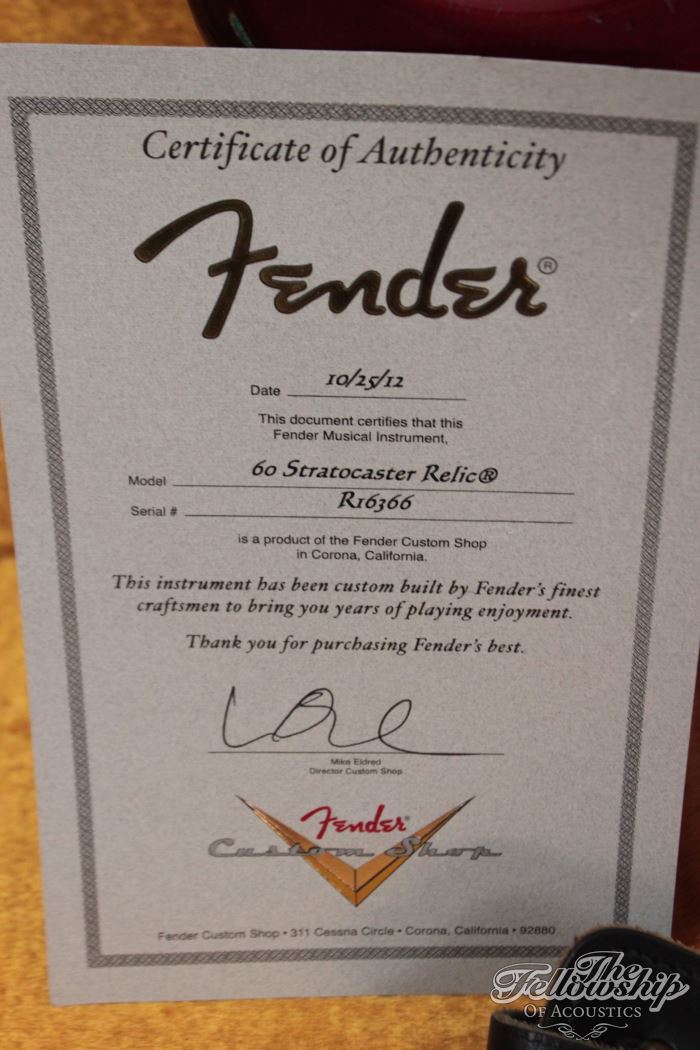 Certificate of Authenticity
Fender®
Date 10/25/12
This document certifies that this
Fender Musical Instrument,
Model 60 Stratocaster Relic®
Serial # R16366
is a product of the Fender Custom Shop
in Corona, California.
This instrument has been custom built by Fender's finest
craftsmen to bring you years of playing enjoyment.
Thank you for purchasing Fender's best.
Mike Eldred
Director Custom Shop
Fender®
Custom Shop
Fender Custom Shop • 311 Cessna Circle • Corona, California • 92880
The
Fellowship
OF ACOUSTICS